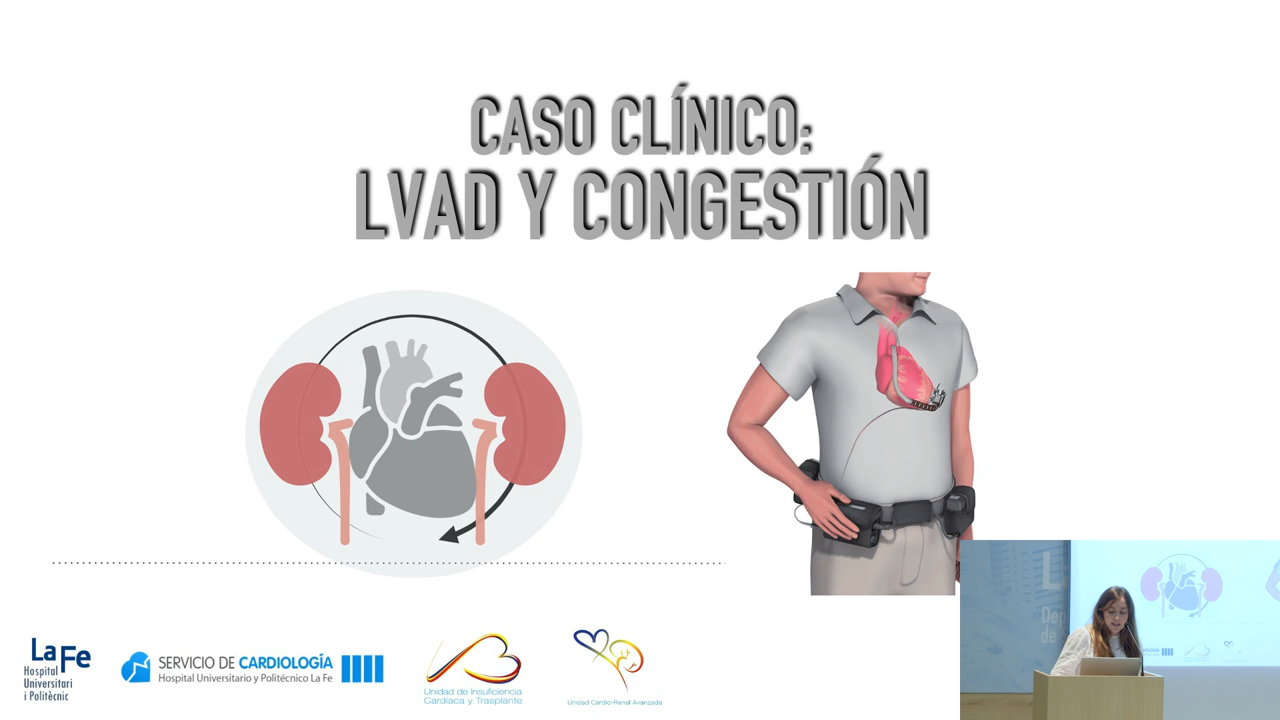 CASO CLÍNICO:
LVAD Y CONGESTIÓN
La Fe
Hospital
Universitari
i Politècnic
SERVICIO DE CARDIOLOGÍA
Hospital Universitario y Politécnico La Fe
Unidad de Insuficiencia
Cardíaca y Trasplante
Unidad Cardio-Renal Avanzada